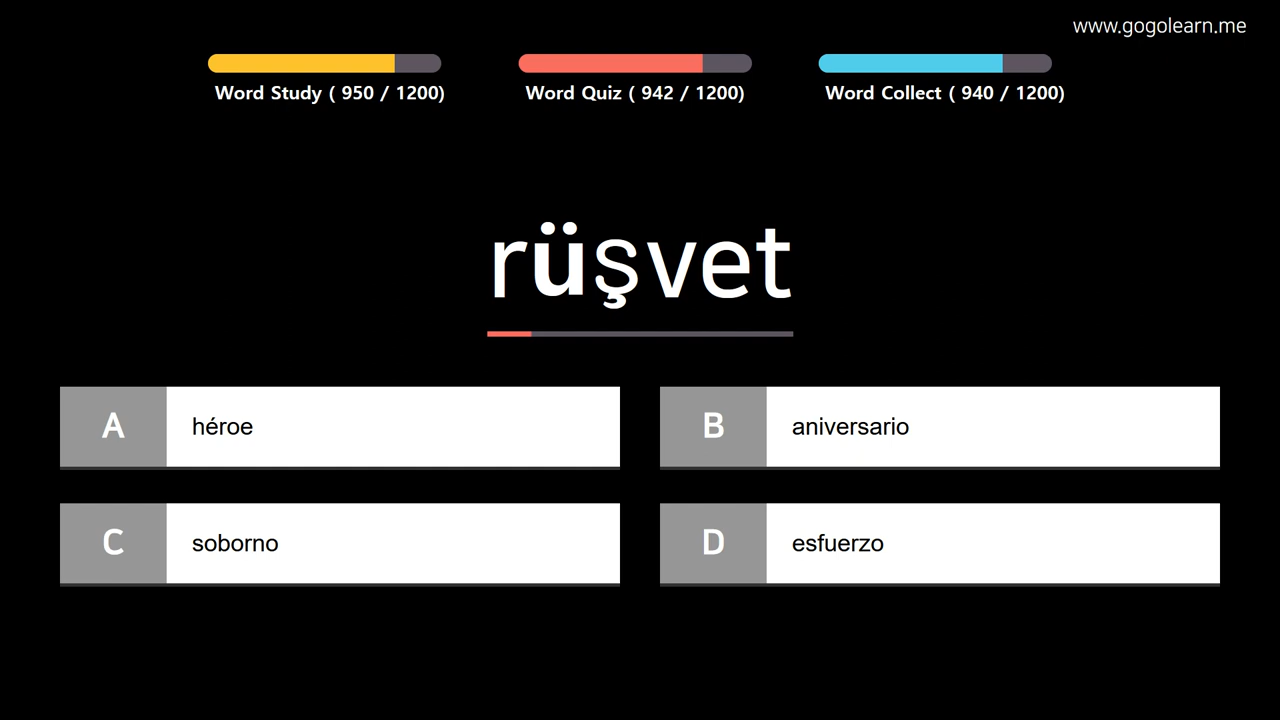 www.gogolearn.me
Word Study ( 950 / 1200)
Word Quiz ( 942 / 1200)
Word Collect ( 940 / 1200)
rüşvet
A héroe
B aniversario
C soborno
D esfuerzo